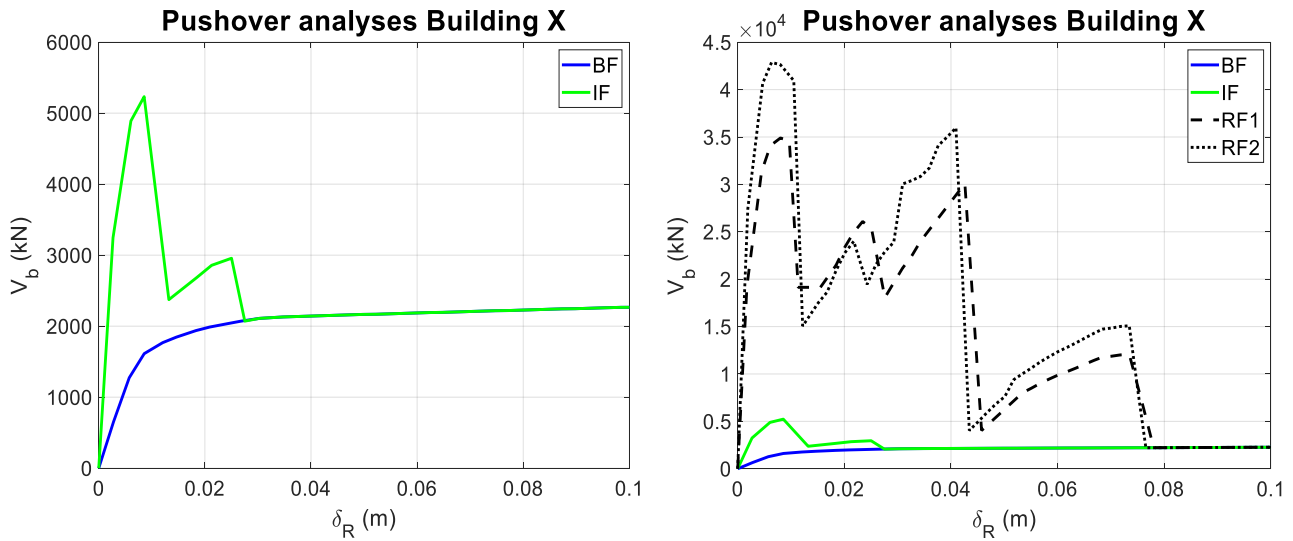 Pushover analyses Building X
6000
5000
4000
3000
2000
1000
0
V_b (kN)
0 0.02 0.04 0.06 0.08 0.1
δ_R (m)
BF
IF
×10^4 Pushover analyses Building X
4.5
4
3.5
3
2.5
2
1.5
1
0.5
0
V_b (kN)
0 0.02 0.04 0.06 0.08 0.1
δ_R (m)
BF
IF
RF1
RF2